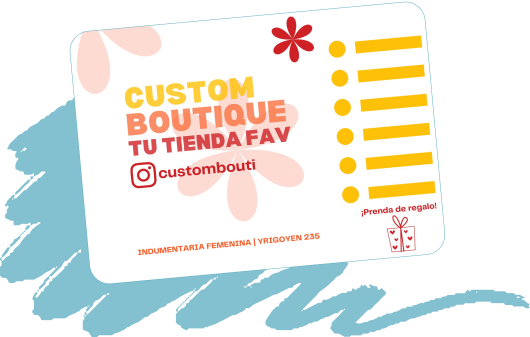 CUSTOM
BOUTIQUE
TU TIENDA FAV
custombouti
INDUMENTARIA FEMENINA | YRIGOYEN 235
¡Prenda de regalo!